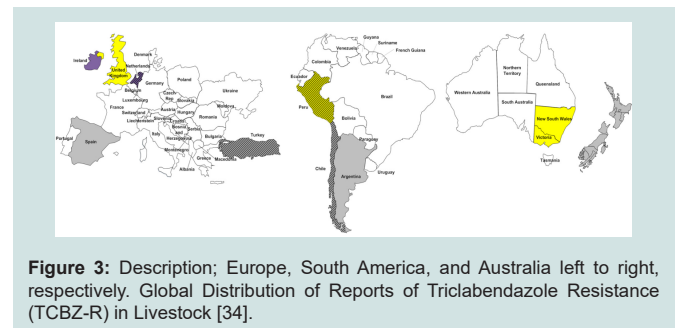 Ireland
United
Kingdom
Denmark
Netherlands
Belgium
Germany
Poland
Luxembourg
Czech
Rep
Slovakia
Ukraine
France
Switzerland
Liechtenstein
Austria
Hungary
Moldova
Slovenia
Croatia
Romania
Bosnia
and
Herzegovina
Serbia
Portugal
Spain
Italy
Montenegro
Bulgaria
Macedonia
Albania
Greece
Turkey
Guyana
Suriname
French Guiana
Venezuela
Colombia
Ecuador
Peru
Brazil
Bolivia
Paraguay
Chile
Argentina
Uruguay
Northern
Territory
Queensland
Western Australia
South Australia
New South Wales
Victoria
Tasmania
Figure 3: Description; Europe, South America, and Australia left to right,
respectively. Global Distribution of Reports of Triclabendazole Resistance
(TCBZ-R) in Livestock [34].